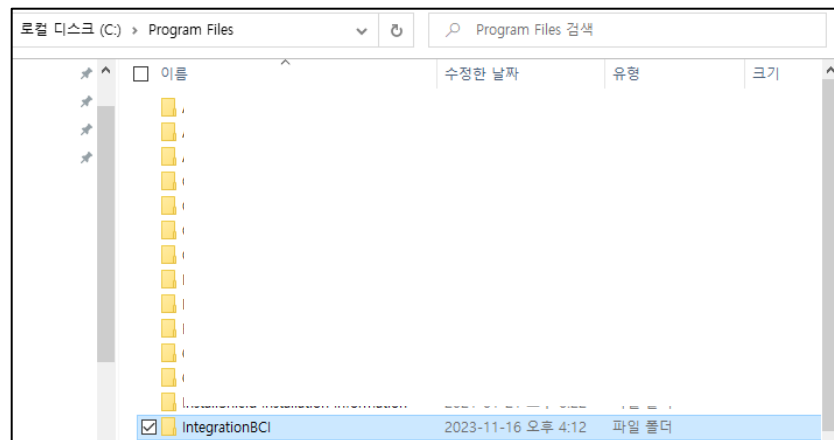 로컬 디스크 (C:) › Program Files
Program Files 검색
이름 수정한 날짜 유형 크기
IntegrationBCI 2023-11-16 오후 4:12 파일 폴더